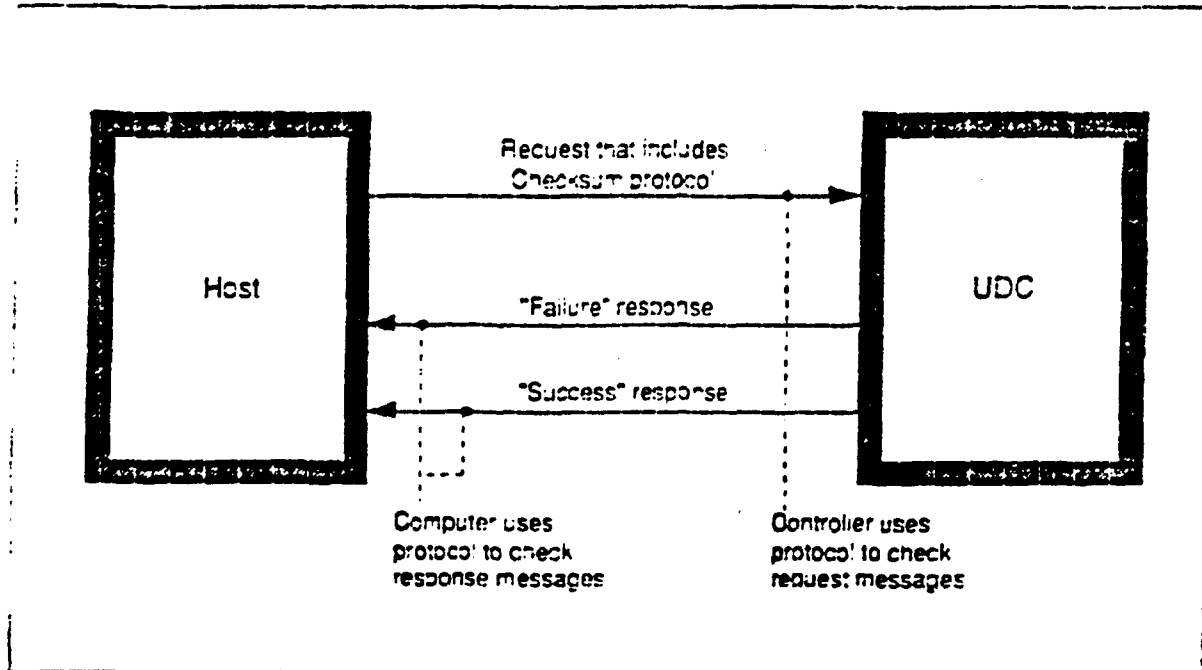 Request that includes
Checksum protocol
Host
UDC
"Failure" response
"Success" response
Computer uses
protocol to check
response messages
Controller uses
protocol to check
request messages